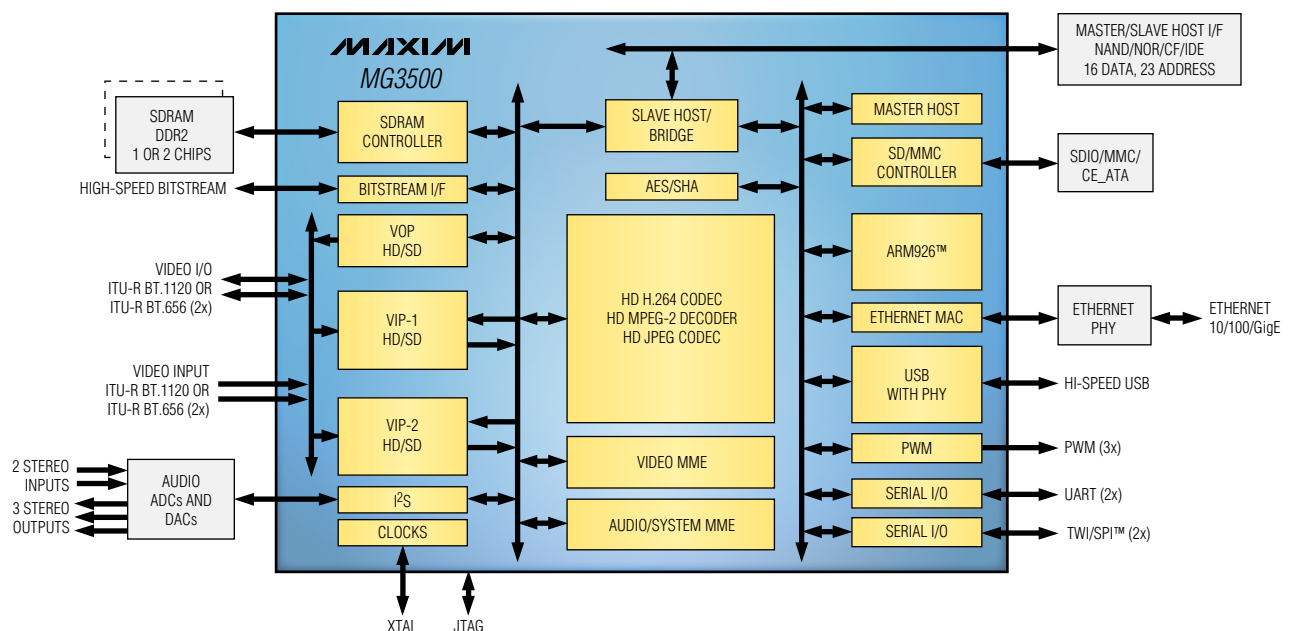 MAXIM
MG3500
MASTER/SLAVE HOST I/F
NAND/NOR/CF/IDE
16 DATA, 23 ADDRESS
SDRAM
DDR2
1 OR 2 CHIPS
SDRAM
CONTROLLER
SLAVE HOST/
BRIDGE
MASTER HOST
SD/MMC
CONTROLLER
SDIO/MMC/
CE_ATA
HIGH-SPEED BITSTREAM
BITSTREAM I/F
AES/SHA
VOP
HD/SD
ARM926™
VIDEO I/O
ITU-R BT.1120 OR
ITU-R BT.656 (2x)
VIP-1
HD/SD
HD H.264 CODEC
HD MPEG-2 DECODER
HD JPEG CODEC
ETHERNET MAC
ETHERNET
PHY
ETHERNET
10/100/GigE
VIDEO INPUT
ITU-R BT.1120 OR
ITU-R BT.656 (2x)
USB
WITH PHY
HI-SPEED USB
VIP-2
HD/SD
VIDEO MME
PWM
PWM (3x)
2 STEREO
INPUTS
3 STEREO
OUTPUTS
AUDIO
ADCs AND
DACs
I²S
SERIAL I/O
UART (2x)
CLOCKS
AUDIO/SYSTEM MME
SERIAL I/O
TWI/SPI™ (2x)
XTAL
JTAG